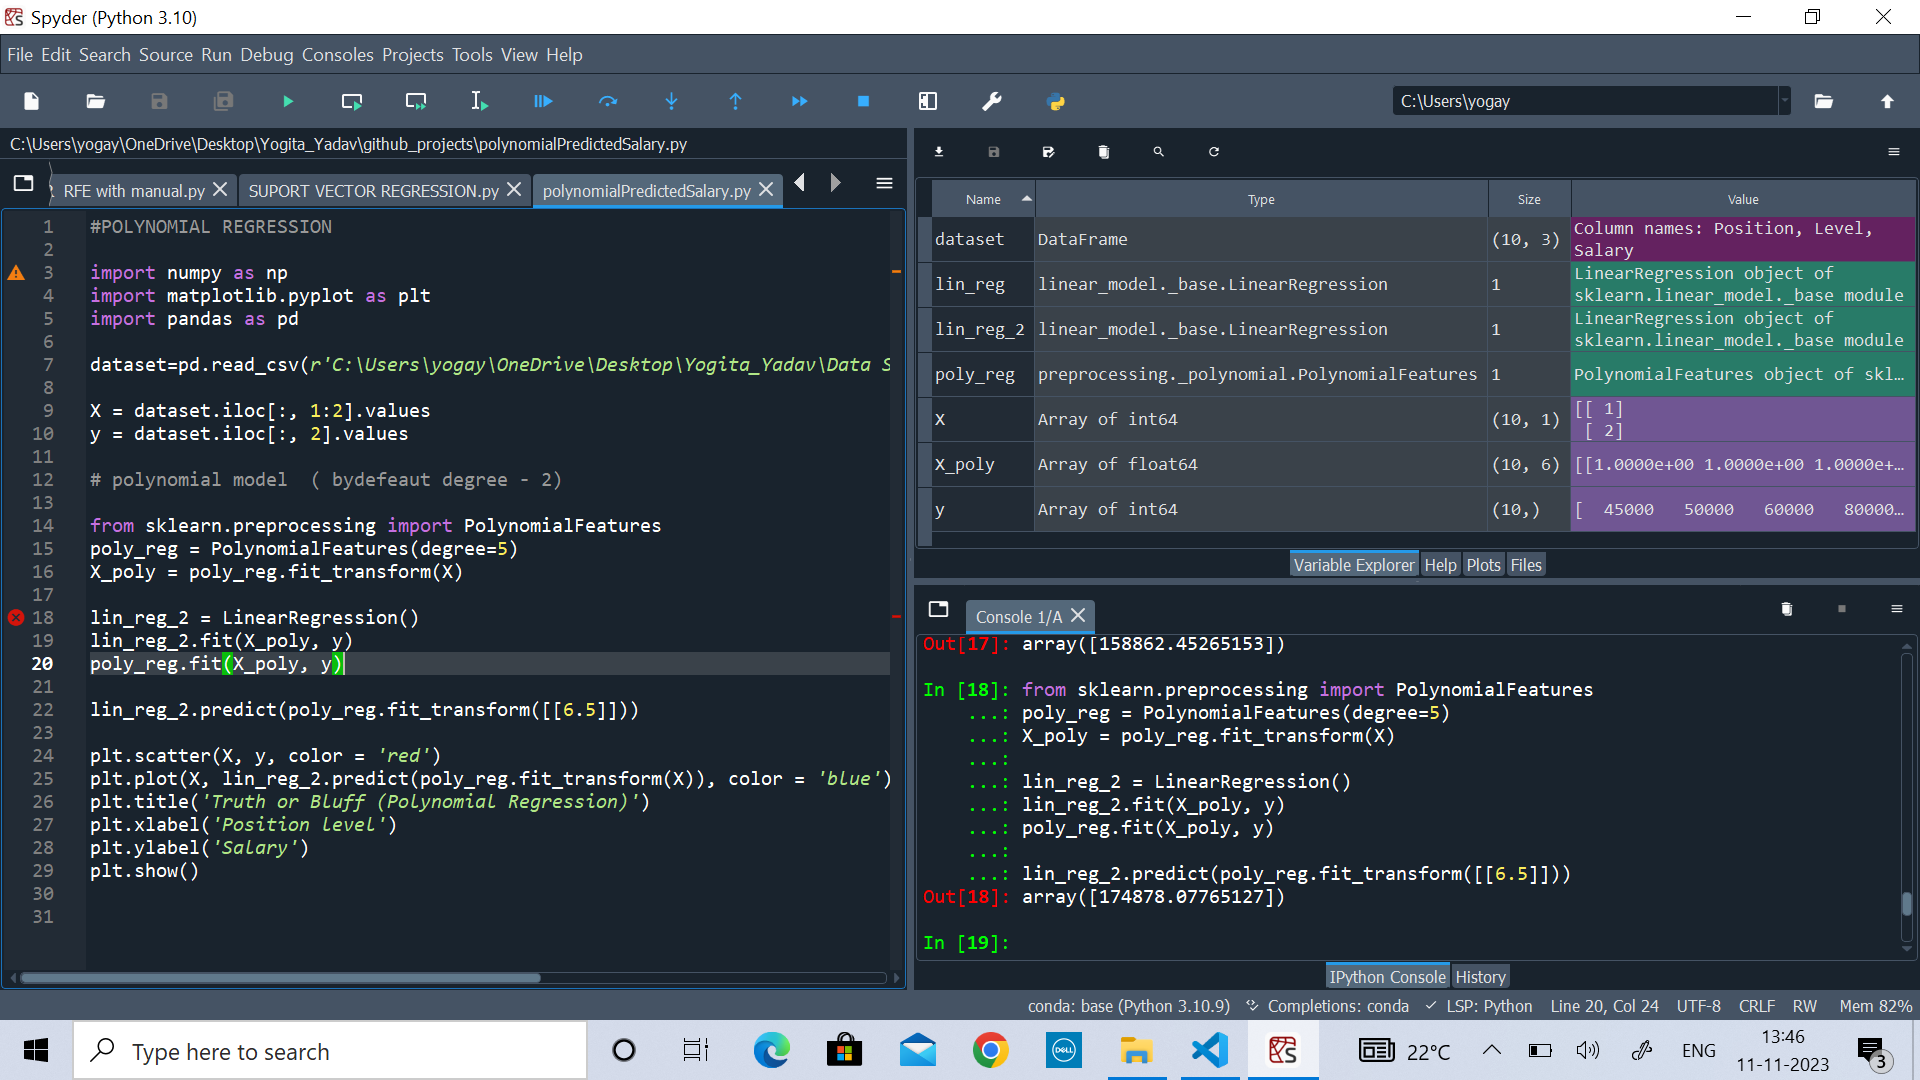 Spyder (Python 3.10)
File Edit Search Source Run Debug Consoles Projects Tools View Help
C:\Users\yogay
C:\Users\yogay\OneDrive\Desktop\Yogita_Yadav\github_projects\polynomialPredictedSalary.py
RFE with manual.py
SUPORT VECTOR REGRESSION.py
polynomialPredictedSalary.py
1 #POLYNOMIAL REGRESSION
2
3 import numpy as np
4 import matplotlib.pyplot as plt
5 import pandas as pd
6
7 dataset=pd.read_csv(r'C:\Users\yogay\OneDrive\Desktop\Yogita_Yadav\Data S
8
9 X = dataset.iloc[:, 1:2].values
10 y = dataset.iloc[:, 2].values
11
12 # polynomial model  ( bydefeaut degree - 2)
13
14 from sklearn.preprocessing import PolynomialFeatures
15 poly_reg = PolynomialFeatures(degree=5)
16 X_poly = poly_reg.fit_transform(X)
17
18 lin_reg_2 = LinearRegression()
19 lin_reg_2.fit(X_poly, y)
20 poly_reg.fit(X_poly, y)
21
22 lin_reg_2.predict(poly_reg.fit_transform([[6.5]]))
23
24 plt.scatter(X, y, color = 'red')
25 plt.plot(X, lin_reg_2.predict(poly_reg.fit_transform(X)), color = 'blue')
26 plt.title('Truth or Bluff (Polynomial Regression)')
27 plt.xlabel('Position level')
28 plt.ylabel('Salary')
29 plt.show()
30
31
Name Type Size Value
dataset DataFrame (10, 3) Column names: Position, Level,
Salary
lin_reg linear_model._base.LinearRegression 1 LinearRegression object of
sklearn.linear_model._base module
lin_reg_2 linear_model._base.LinearRegression 1 LinearRegression object of
sklearn.linear_model._base module
poly_reg preprocessing._polynomial.PolynomialFeatures 1 PolynomialFeatures object of skl…
X Array of int64 (10, 1) [[ 1]
[ 2]
X_poly Array of float64 (10, 6) [[1.0000e+00 1.0000e+00 1.0000e+…
y Array of int64 (10,) [ 45000 50000 60000 80000…
Variable Explorer Help Plots Files
Console 1/A
Out[17]: array([158862.45265153])
In [18]: from sklearn.preprocessing import PolynomialFeatures
...: poly_reg = PolynomialFeatures(degree=5)
...: X_poly = poly_reg.fit_transform(X)
...:
...: lin_reg_2 = LinearRegression()
...: lin_reg_2.fit(X_poly, y)
...: poly_reg.fit(X_poly, y)
...:
...: lin_reg_2.predict(poly_reg.fit_transform([[6.5]]))
Out[18]: array([174878.07765127])
In [19]:
IPython Console History
conda: base (Python 3.10.9) Completions: conda LSP: Python Line 20, Col 24 UTF-8 CRLF RW Mem 82%
Type here to search
DELL
22°C
ENG
13:46
11-11-2023
3